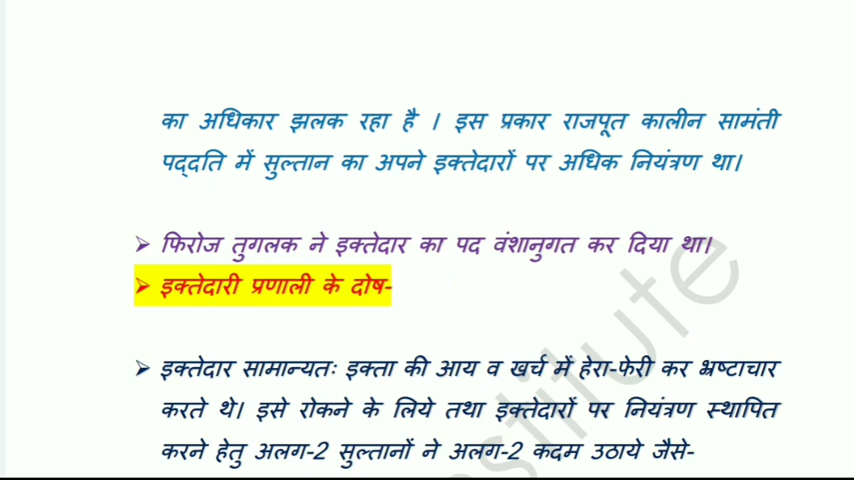 का अधिकार झलक रहा है । इस प्रकार राजपूत कालीन सामंती
पद्दति में सुल्तान का अपने इक्तेदारों पर अधिक नियंत्रण था।
➢ फिरोज तुगलक ने इक्तेदार का पद वंशानुगत कर दिया था।
➢ इक्तेदारी प्रणाली के दोष-
➢ इक्तेदार सामान्यतः इक्ता की आय व खर्च में हेरा-फेरी कर भ्रष्टाचार
करते थे। इसे रोकने के लिये तथा इक्तेदारों पर नियंत्रण स्थापित
करने हेतु अलग-2 सुल्तानों ने अलग-2 कदम उठाये जैसे-